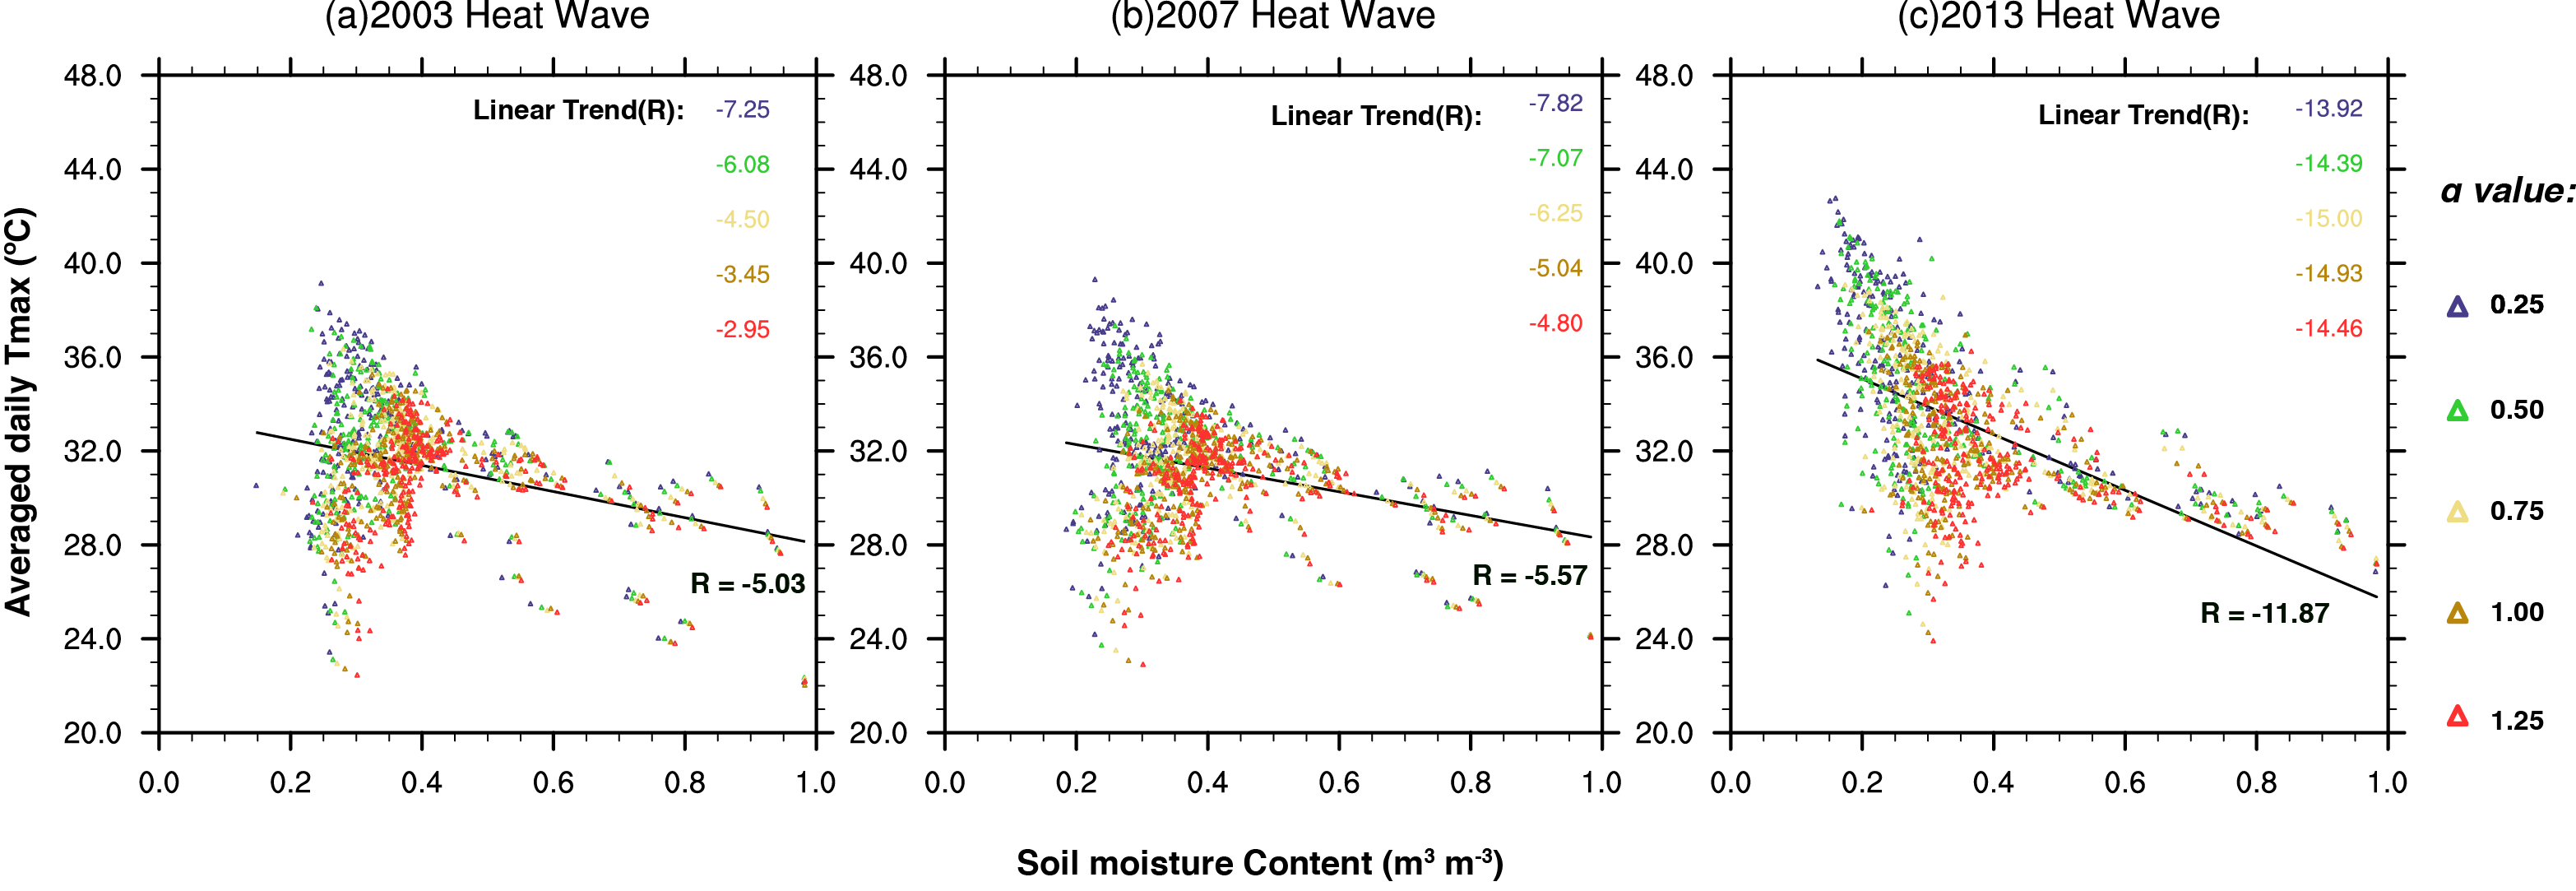 (a)2003 Heat Wave
(b)2007 Heat Wave
(c)2013 Heat Wave
Averaged daily Tmax (ºC)
48.0
44.0
40.0
36.0
32.0
28.0
24.0
20.0
Linear Trend(R): -7.25
-6.08
-4.50
-3.45
-2.95
R = -5.03
0.0 0.2 0.4 0.6 0.8 1.0
48.0
44.0
40.0
36.0
32.0
28.0
24.0
20.0
Linear Trend(R): -7.82
-7.07
-6.25
-5.04
-4.80
R = -5.57
0.0 0.2 0.4 0.6 0.8 1.0
48.0
44.0
40.0
36.0
32.0
28.0
24.0
20.0
Linear Trend(R): -13.92
-14.39
-15.00
-14.93
-14.46
R = -11.87
0.0 0.2 0.4 0.6 0.8 1.0
Soil moisture Content (m³ m⁻³)
α value:
0.25
0.50
0.75
1.00
1.25